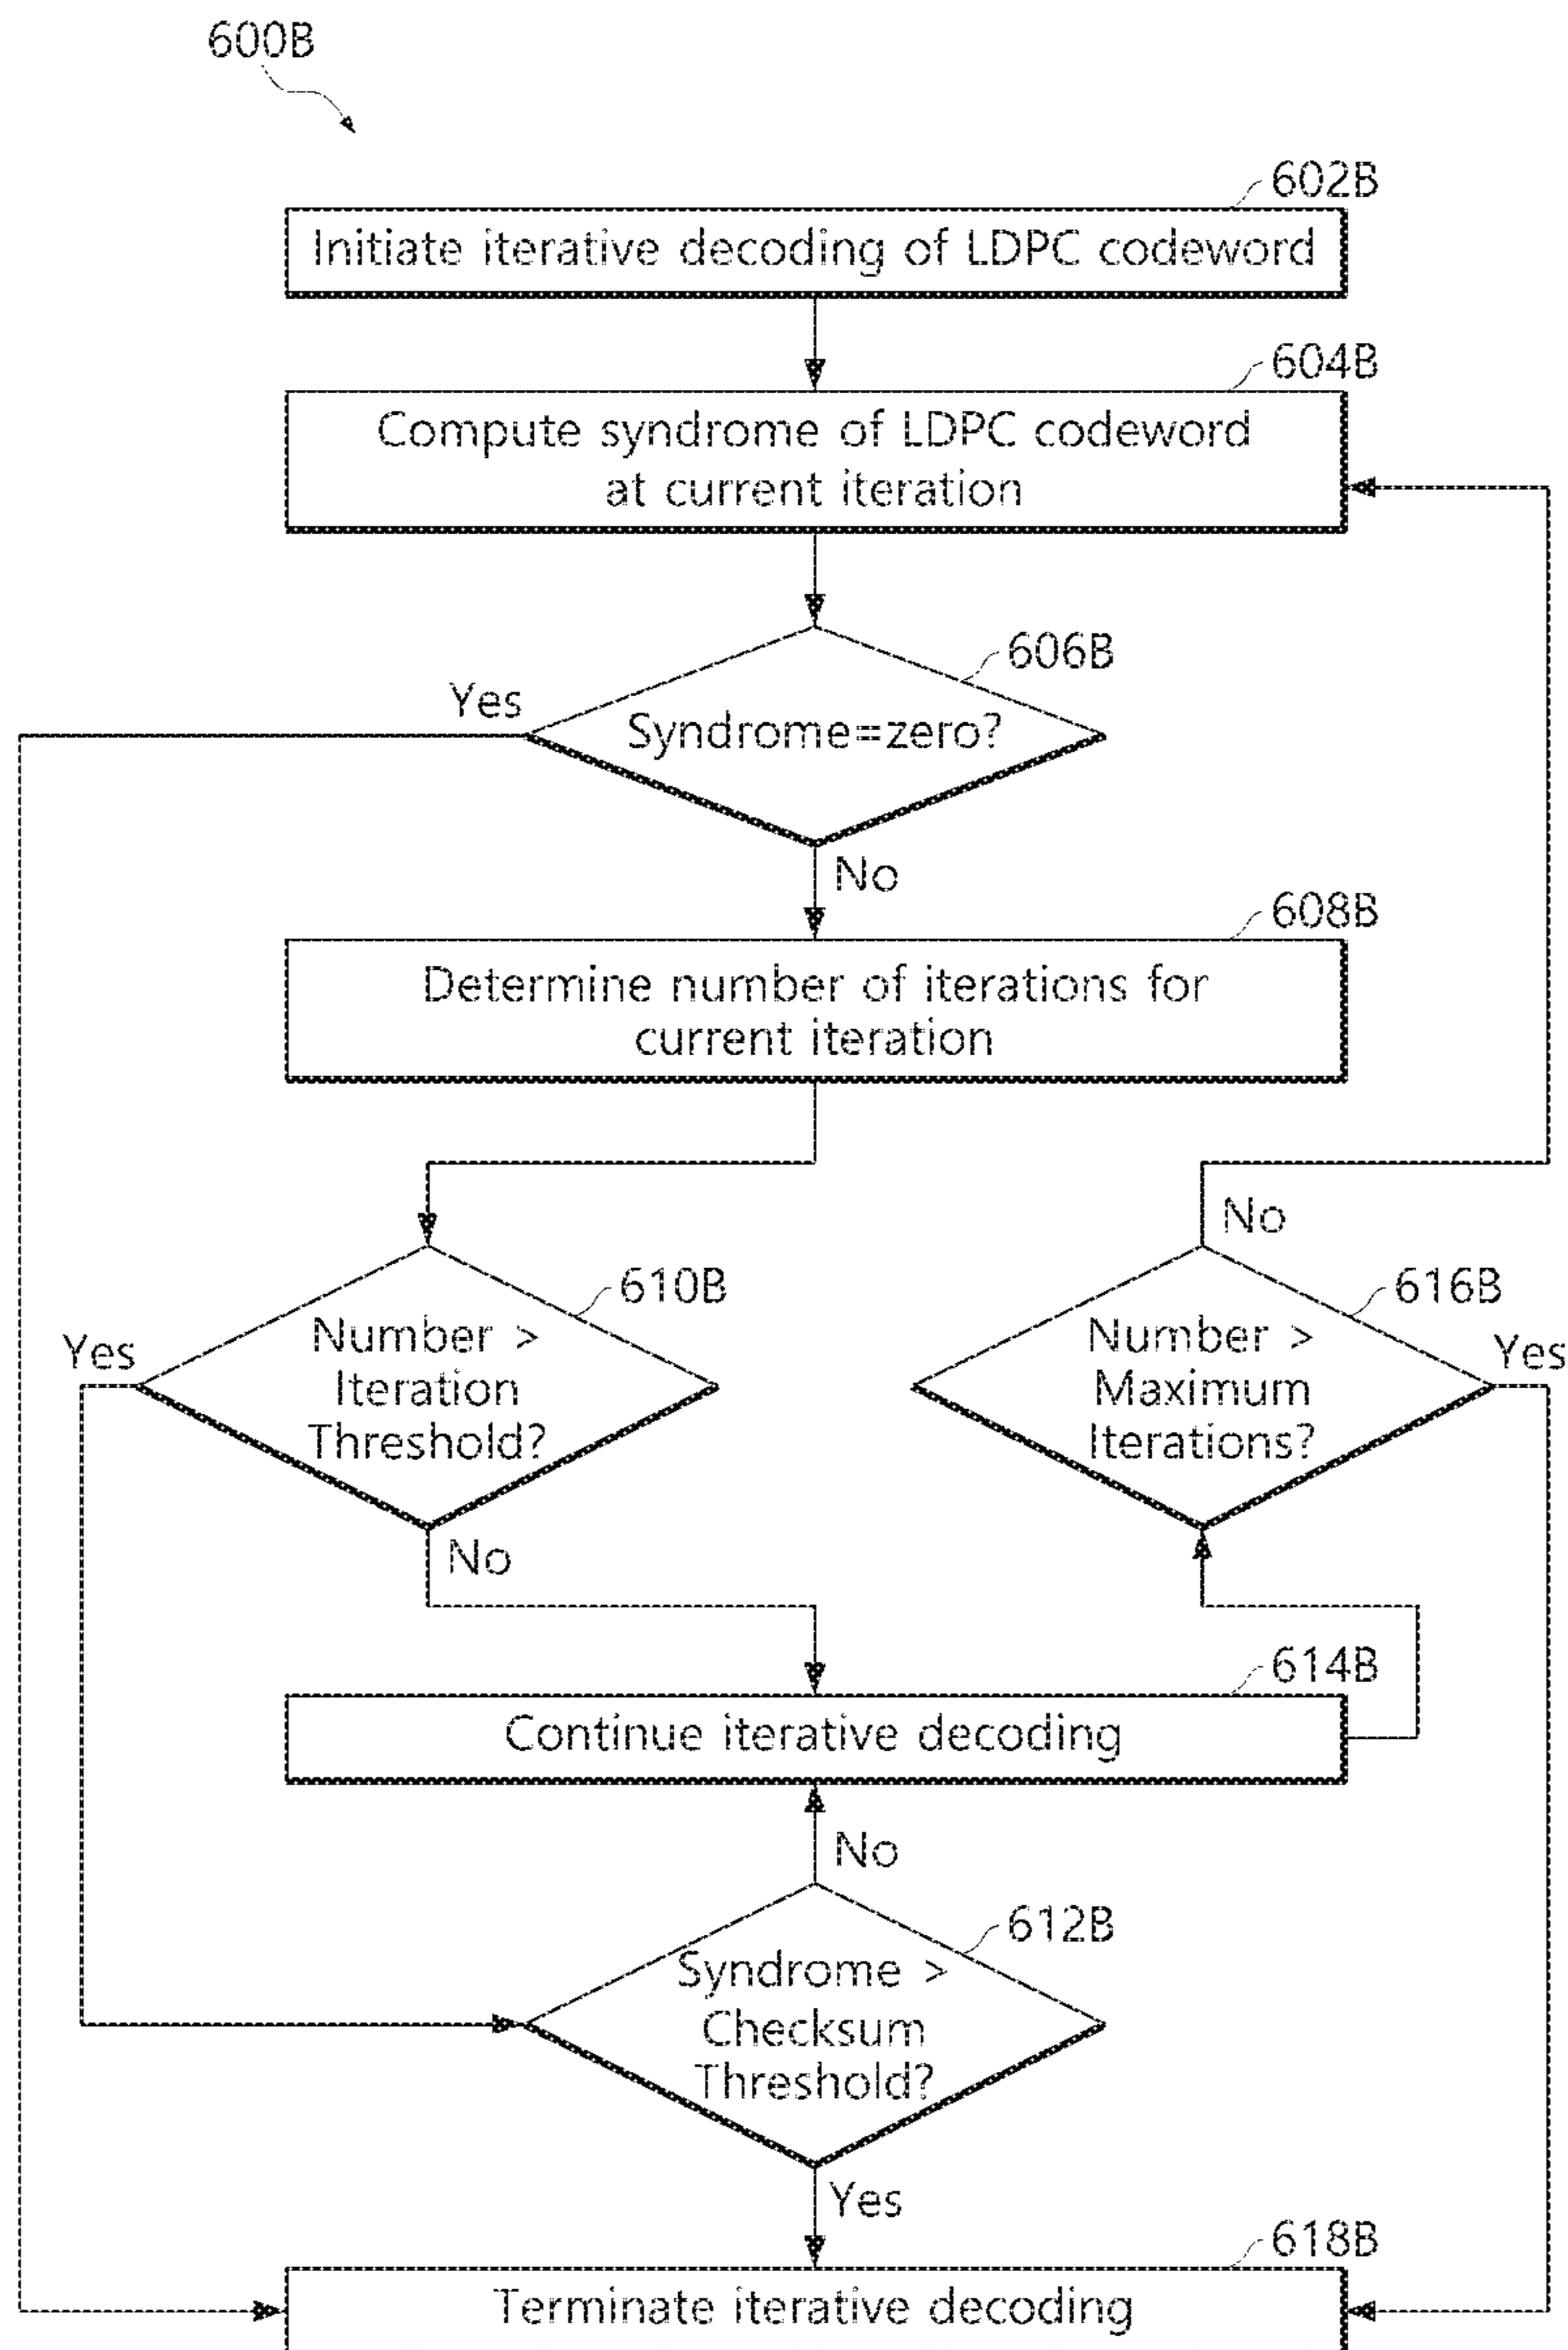 600B
602B
Initiate iterative decoding of LDPC codeword
604B
Compute syndrome of LDPC codeword
at current iteration
606B
Yes
Syndrome=zero?
No
608B
Determine number of iterations for
current iteration
No
610B
616B
Yes
Number >
Iteration
Threshold?
Number >
Maximum
Iterations?
Yes
No
614B
Continue iterative decoding
No
612B
Syndrome >
Checksum
Threshold?
Yes
618B
Terminate iterative decoding